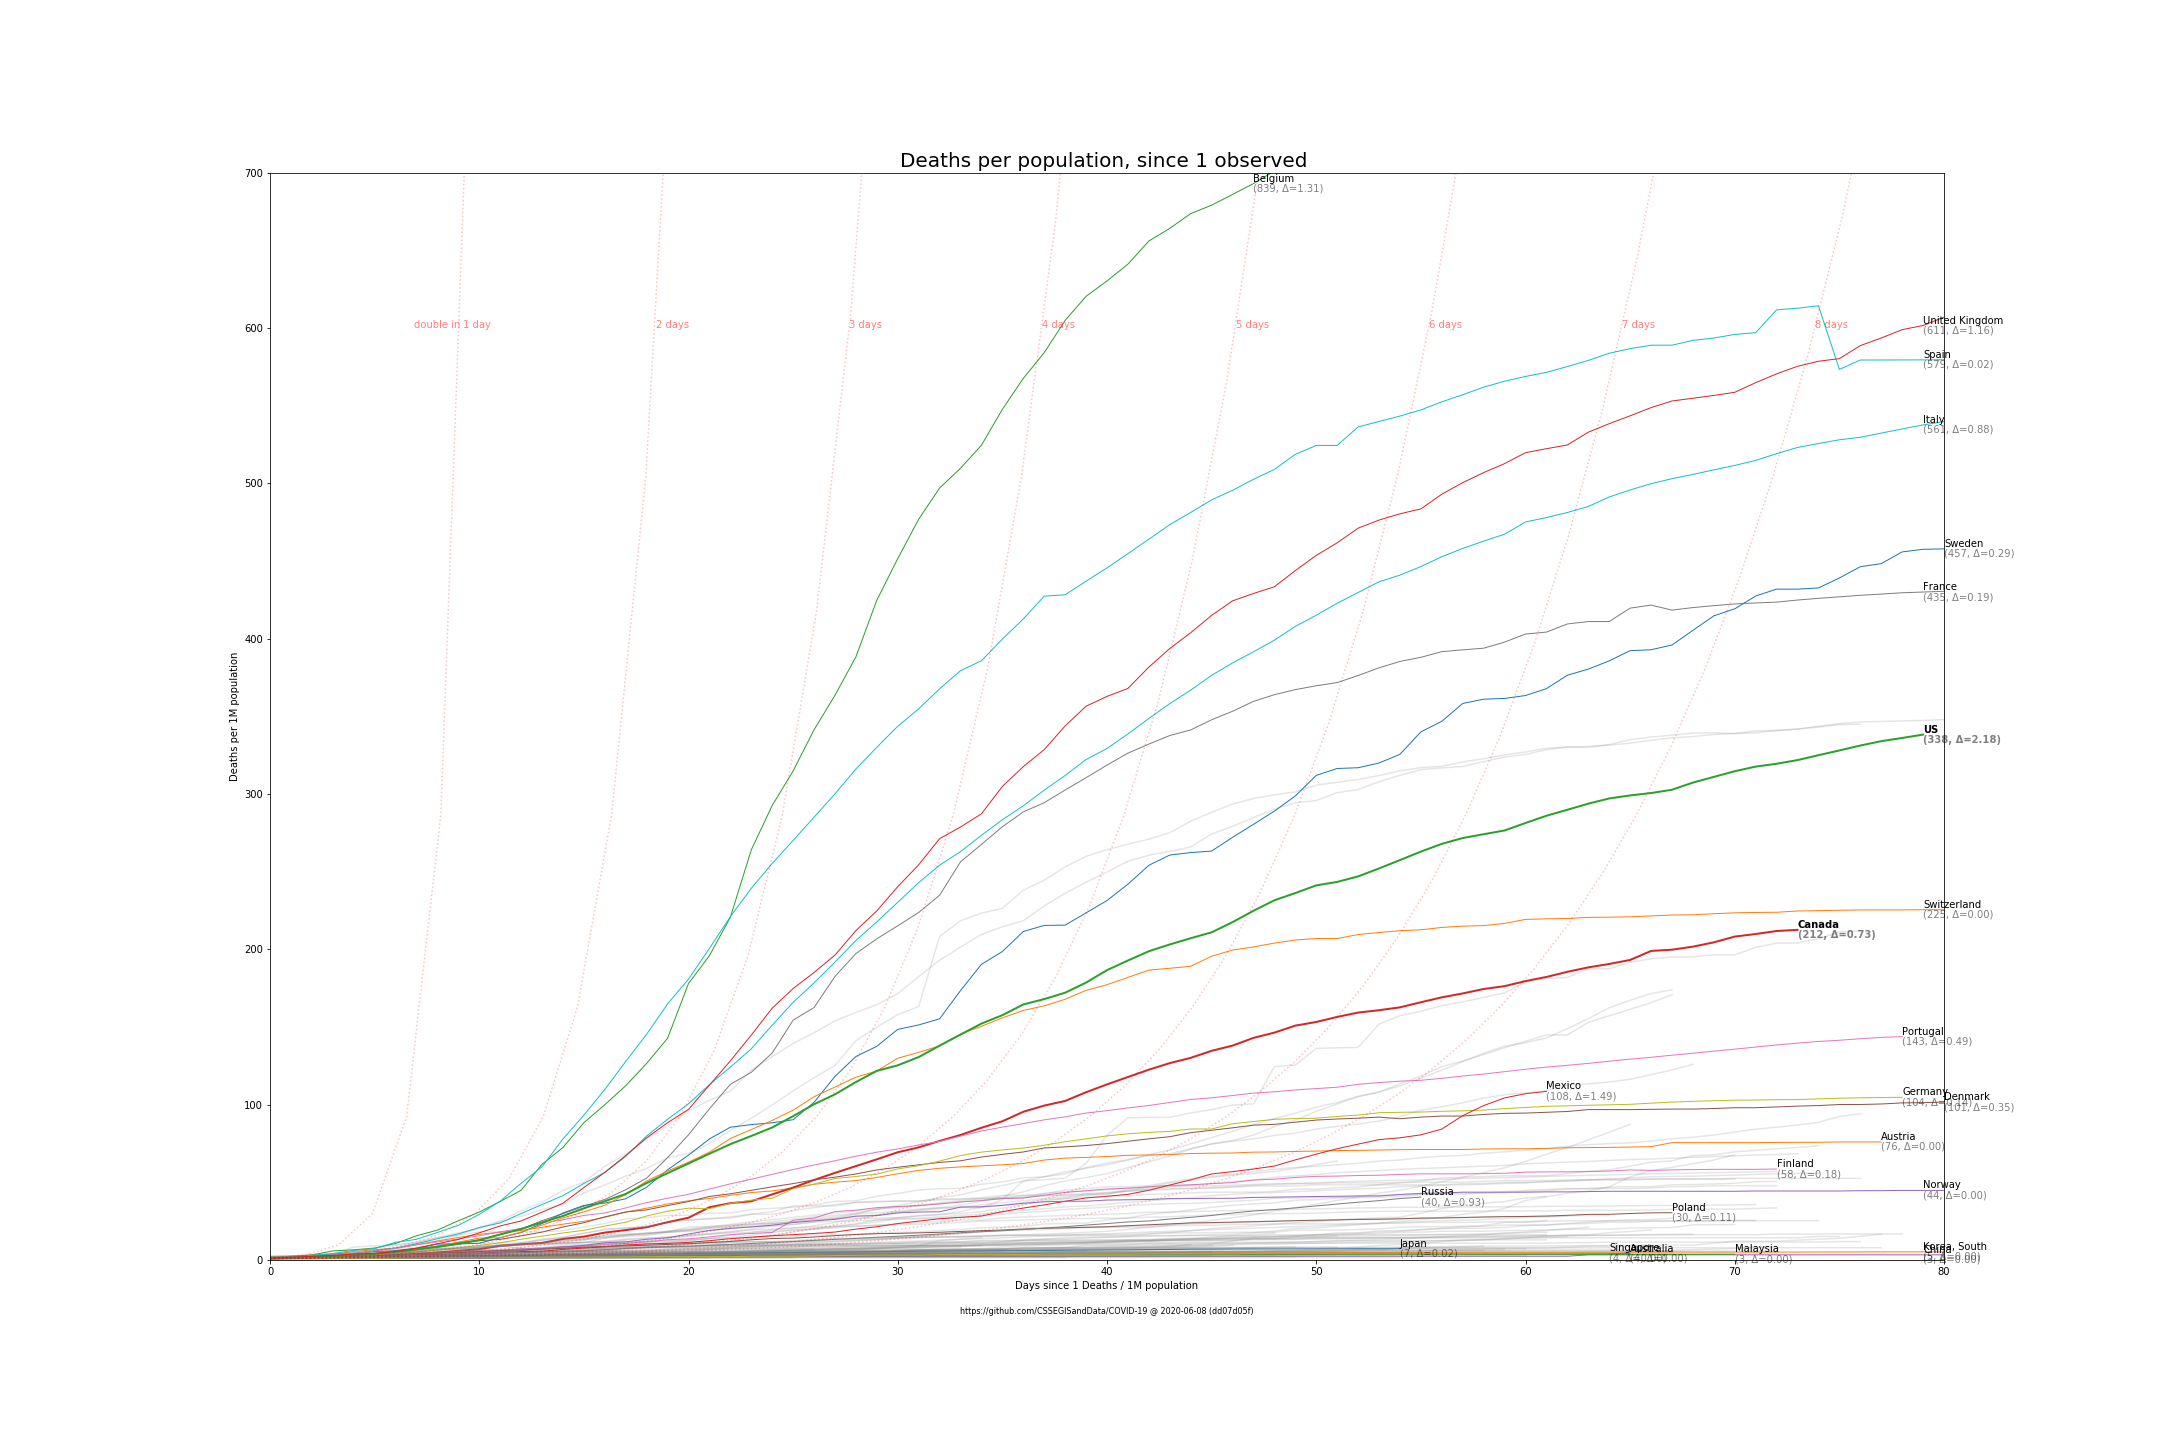 Deaths per population, since 1 observed
700
600
500
400
300
200
100
0
Deaths per 1M population
double in 1 day
2 days
3 days
4 days
5 days
6 days
7 days
8 days
Belgium
(839, Δ=1.31)
United Kingdom
(611, Δ=1.16)
Spain
(579, Δ=0.02)
Italy
(561, Δ=0.88)
Sweden
(457, Δ=0.29)
France
(435, Δ=0.19)
US
(338, Δ=2.18)
Switzerland
(225, Δ=0.00)
Canada
(212, Δ=0.73)
Portugal
(143, Δ=0.49)
Mexico
(108, Δ=1.49)
Germany
(104,
Denmark
(101, Δ=0.35)
Austria
(76, Δ=0.00)
Finland
(58, Δ=0.18)
Norway
(44, Δ=0.00)
Russia
(40, Δ=0.93)
Poland
(30, Δ=0.11)
Japan
(7, Δ=0.02)
Singapore
Australia
Malaysia
(3, Δ=0.00)
Korea, South
China
0
10
20
30
40
50
60
70
80
Days since 1 Deaths / 1M population
https://github.com/CSSEGISandData/COVID-19 @ 2020-06-08 (dd07d05f)